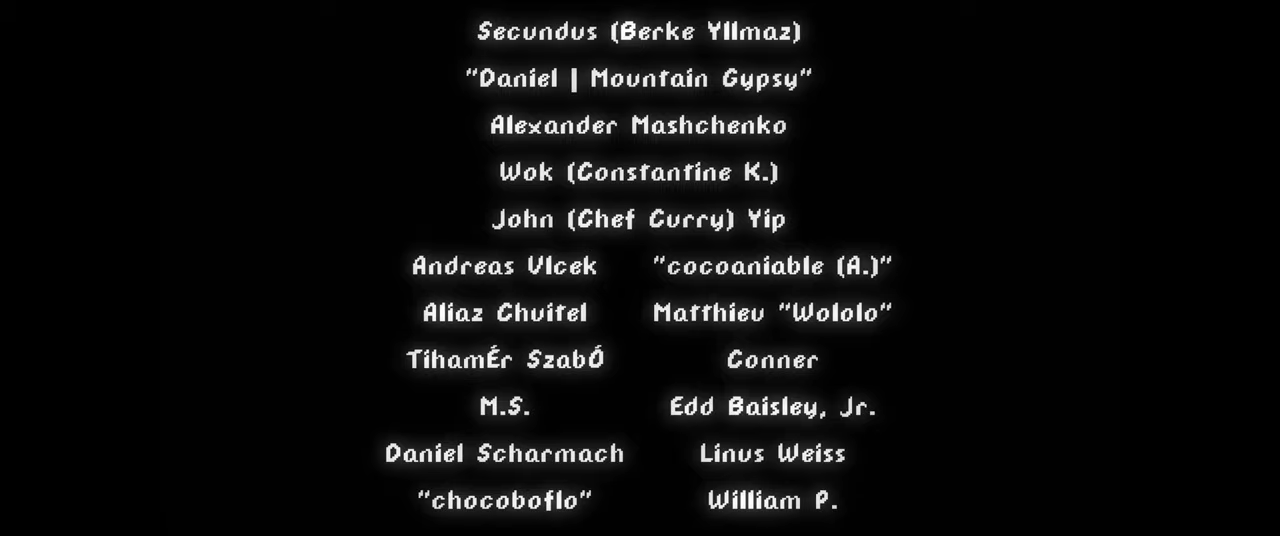 Secundus (Berke Yllmaz)
"Daniel | Mountain Gypsy"
Alexander Mashchenko
Wok (Constantine K.)
John (Chef Curry) Yip
Andreas Vlcek "cocoaniable (A.)"
Aliaz Chvitel Matthieu "Wololo"
TihamÉr SzabÓ Conner
M.S. Edd Baisley, Jr.
Daniel Scharmach Linus Weiss
"chocoboflo" William P.